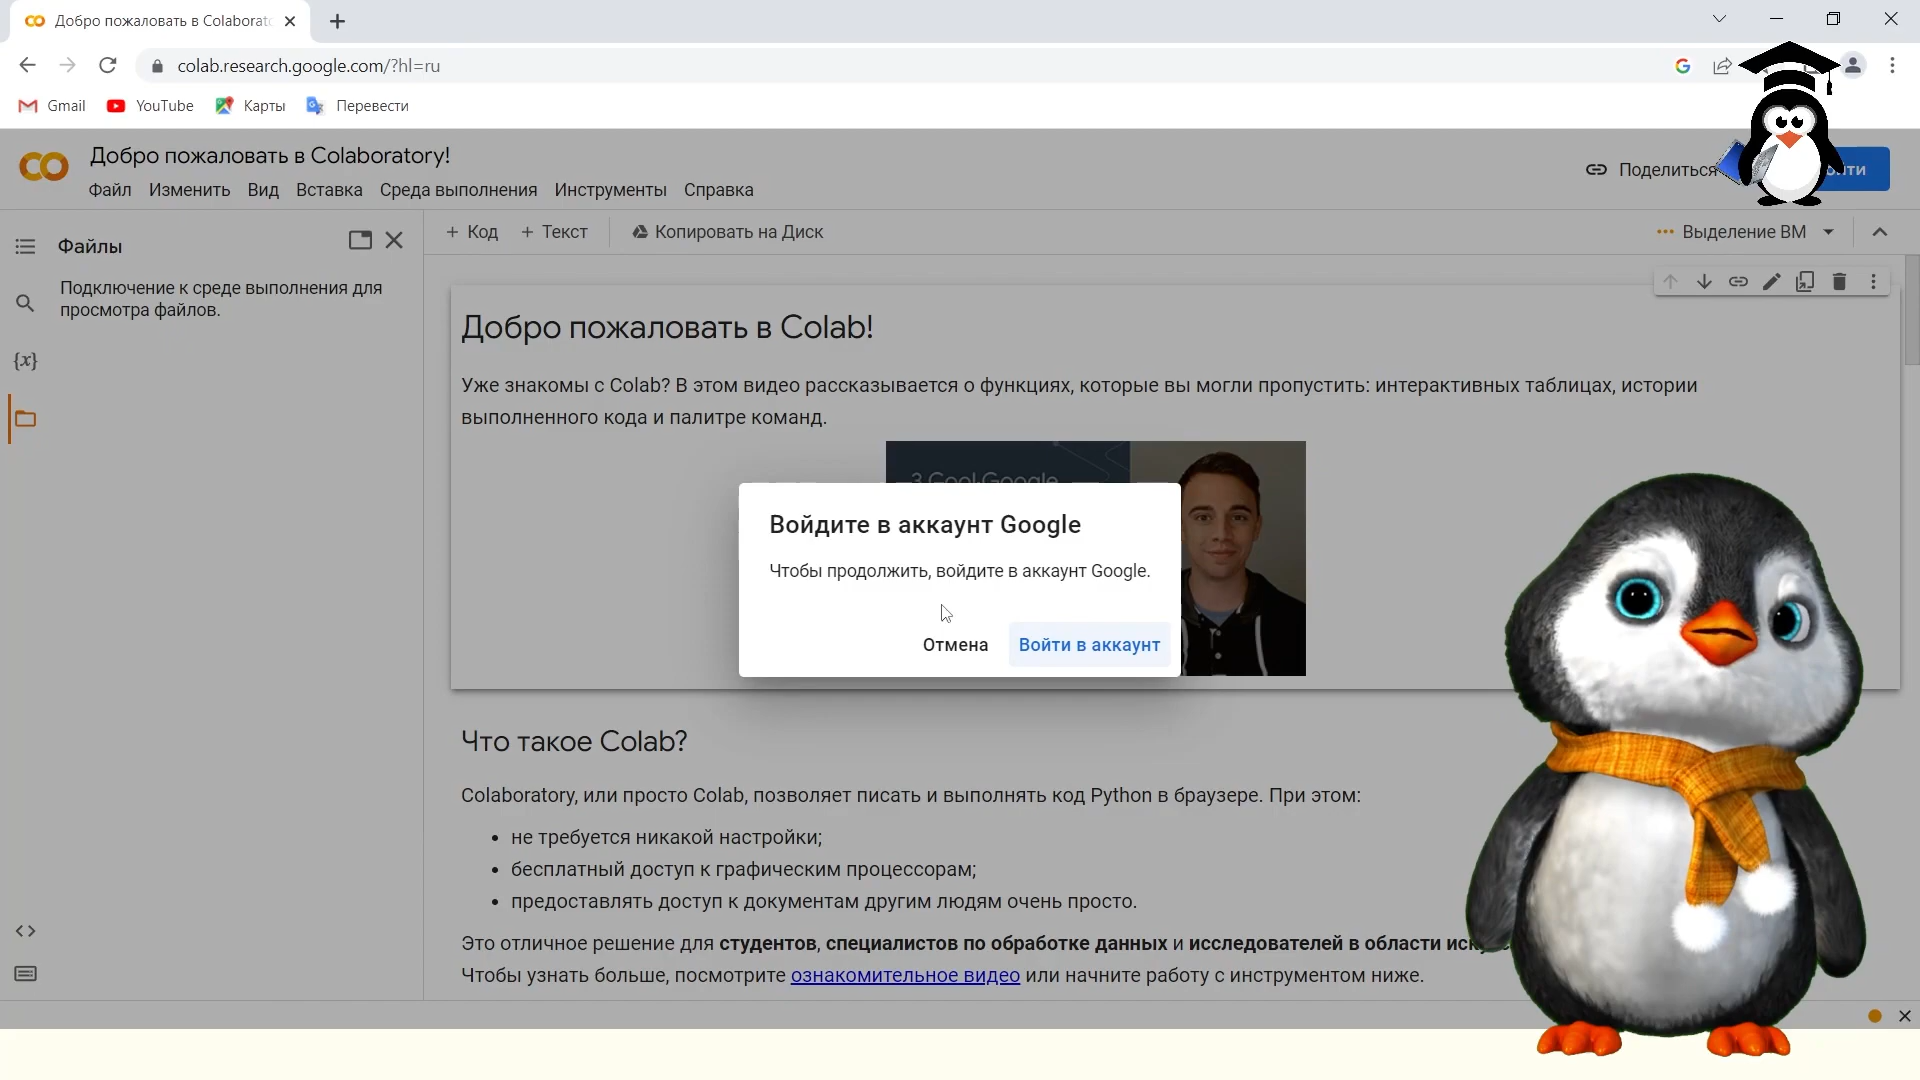 Добро пожаловать в Colaborato
colab.research.google.com/?hl=ru
Gmail YouTube Карты Перевести
Добро пожаловать в Colaboratory!
Файл Изменить Вид Вставка Среда выполнения Инструменты Справка
Поделиться
Файлы
+ Код + Текст Копировать на Диск
Выделение ВМ
Подключение к среде выполнения для
просмотра файлов.
{x}
Добро пожаловать в Colab!
Уже знакомы с Colab? В этом видео рассказывается о функциях, которые вы могли пропустить: интерактивных таблицах, истории
выполненного кода и палитре команд.
3 Cool Google
Войдите в аккаунт Google
Чтобы продолжить, войдите в аккаунт Google.
Отмена Войти в аккаунт
Что такое Colab?
Colaboratory, или просто Colab, позволяет писать и выполнять код Python в браузере. При этом:
• не требуется никакой настройки;
• бесплатный доступ к графическим процессорам;
• предоставлять доступ к документам другим людям очень просто.
Это отличное решение для студентов, специалистов по обработке данных и исследователей в области
Чтобы узнать больше, посмотрите ознакомительное видео или начните работу с инструментом ниже.